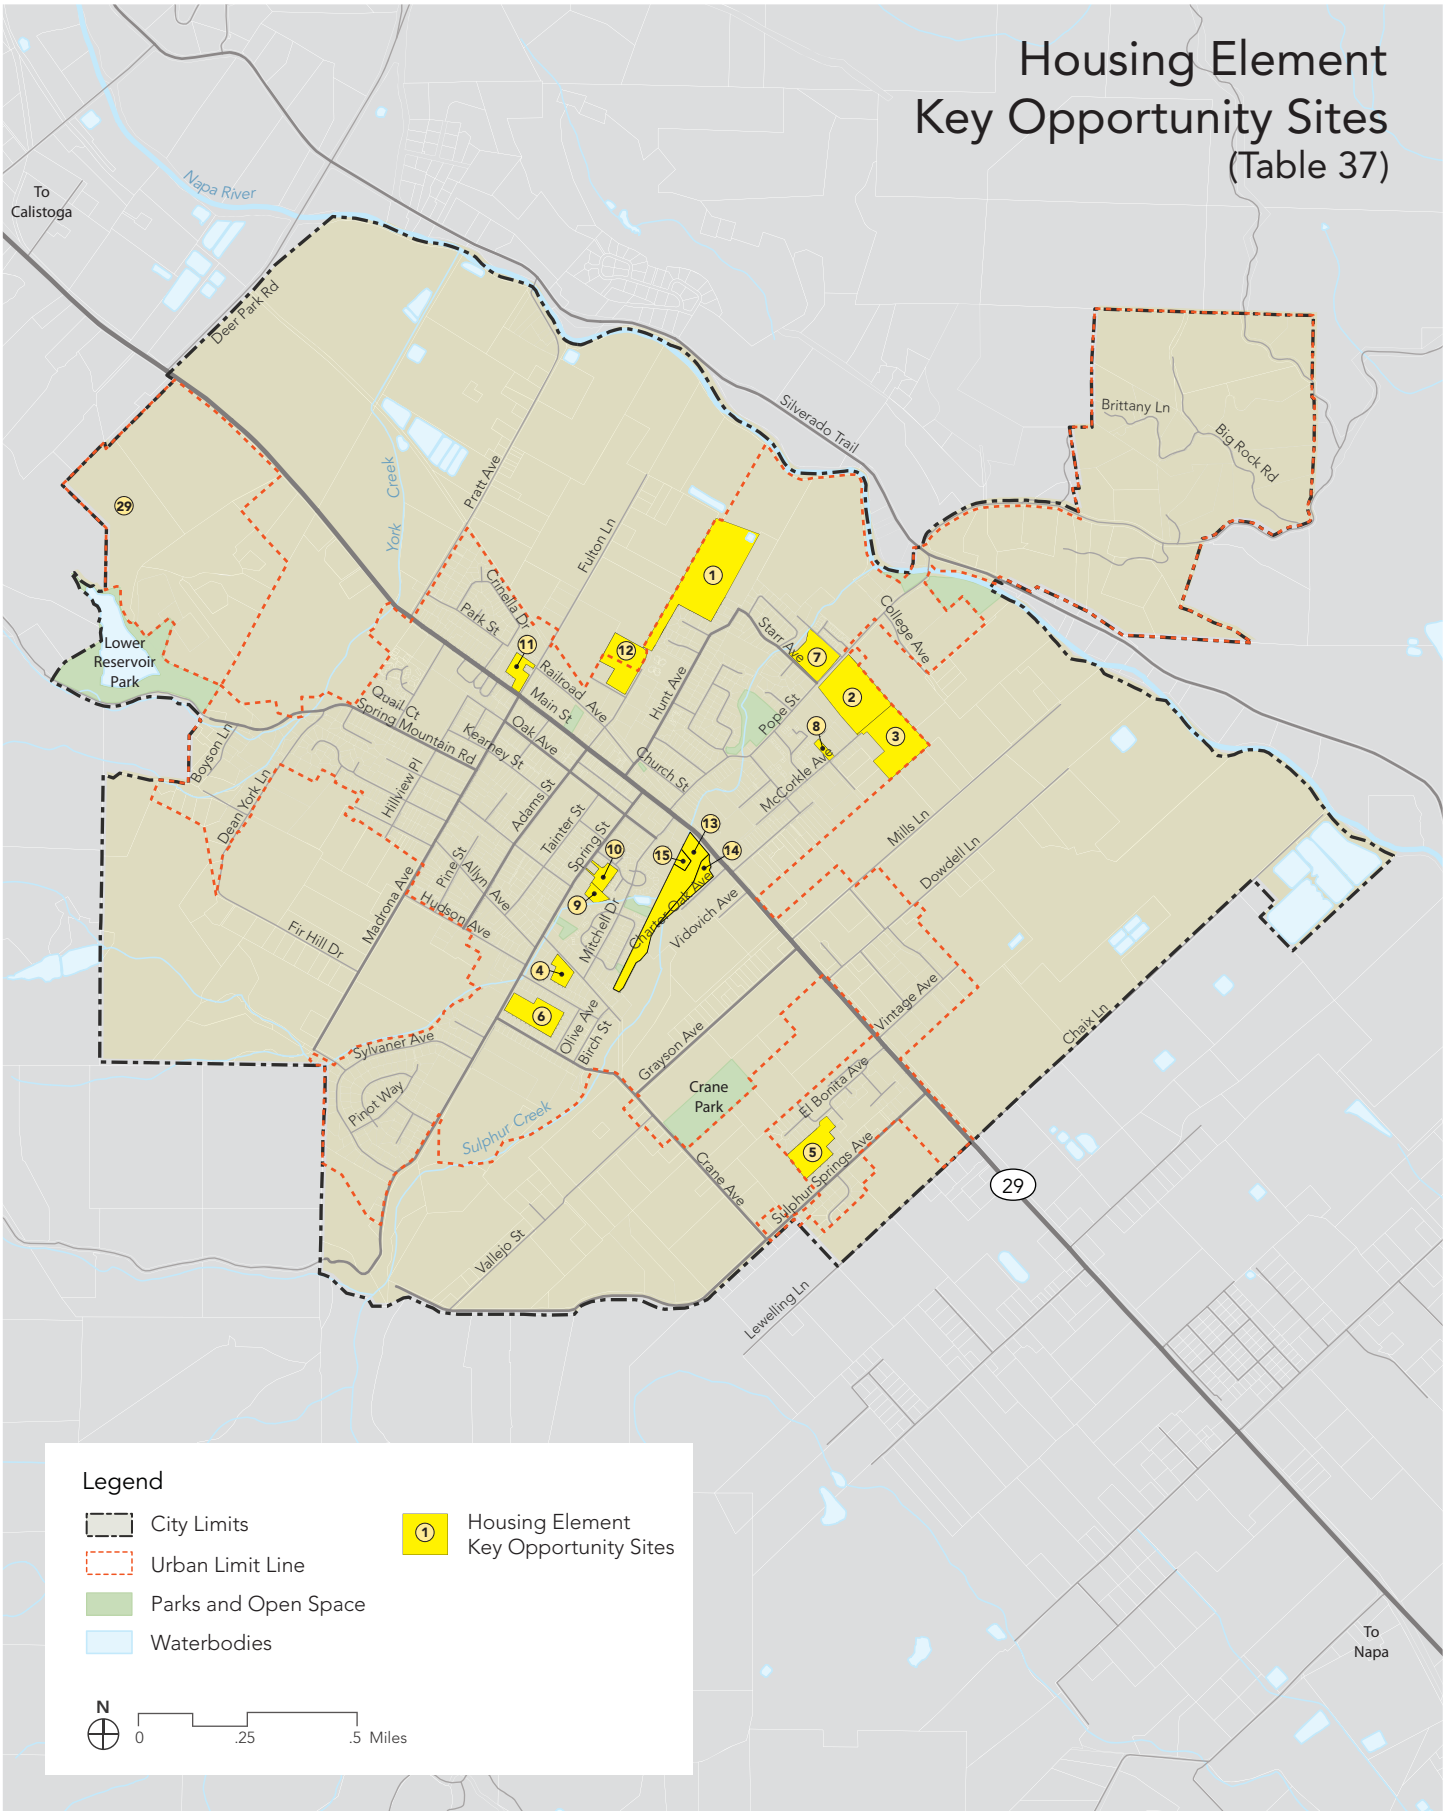 Housing Element
Key Opportunity Sites
(Table 37)
To
Calistoga
Napa River
Deer Park Rd
Silverado Trail
Brittany Ln
Big Rock Rd
York Creek
Pratt Ave
Fulton Ln
29
1
Crinella Dr
Park St
College Ave
Starr Ave
Lower
Reservoir
Park
11
12
7
Railroad Ave
Main St
Hunt Ave
2
Quail Ct
Spring Mountain Rd
Oak Ave
Kearney St
Pope St
8
3
Boyson Ln
Church St
McCorkle Ave
Dean York Ln
Hillview Pl
Adams St
Tainter St
Spring St
Mills Ln
13
Dowdell Ln
10
15
14
Pine St
Allyn Ave
Madrona Ave
Hudson Ave
9
Mitchell Dr
Charter Oak Ave
Vidovich Ave
Fir Hill Dr
4
6
Olive Ave
Birch St
Vintage Ave
Chaix Ln
Sylvaner Ave
Grayson Ave
Crane
Park
El Bonita Ave
Pinot Way
Sulphur Creek
5
Crane Ave
Sulphur Springs Ave
29
Vallejo St
Lewelling Ln
Legend
City Limits
1
Housing Element
Key Opportunity Sites
Urban Limit Line
Parks and Open Space
Waterbodies
N
0 .25 .5 Miles
To
Napa